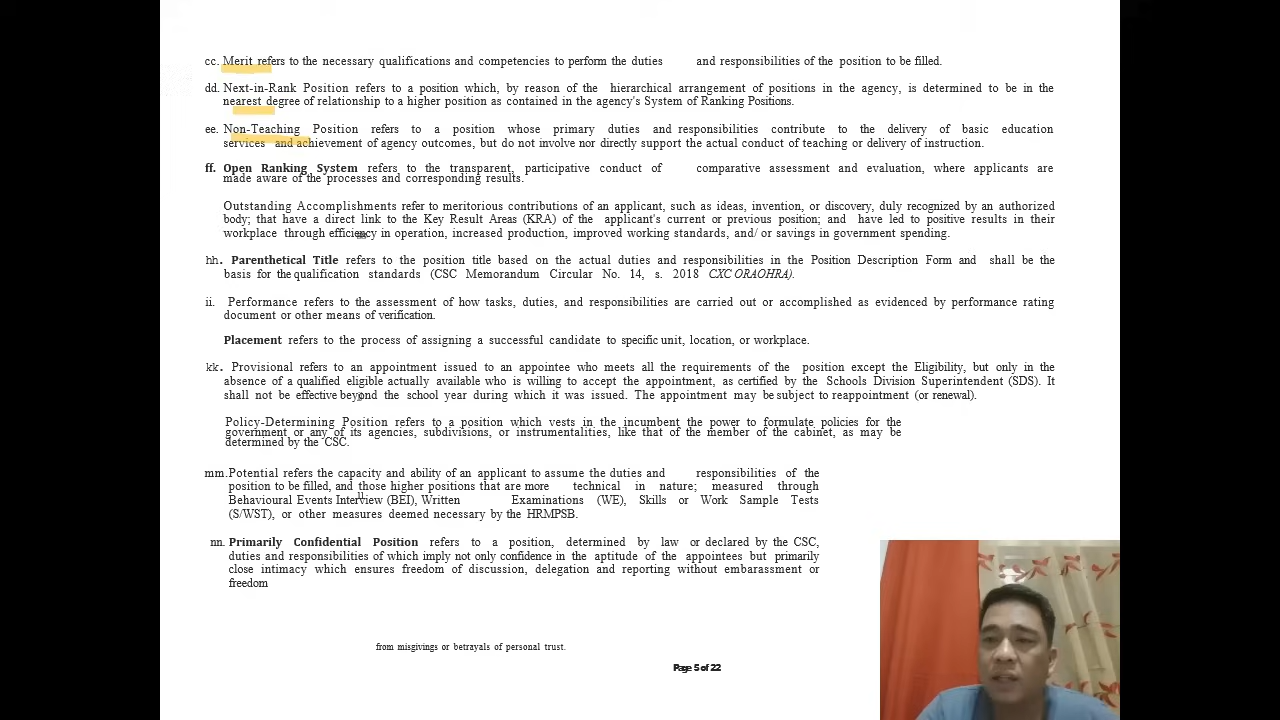 cc. Merit refers to the necessary qualifications and competencies to perform the duties and responsibilities of the position to be filled.
dd. Next-in-Rank Position refers to a position which, by reason of the hierarchical arrangement of positions in the agency, is determined to be in the
nearest degree of relationship to a higher position as contained in the agency's System of Ranking Positions.
ee. Non-Teaching Position refers to a position whose primary duties and responsibilities contribute to the delivery of basic education
services and achievement of agency outcomes, but do not involve nor directly support the actual conduct of teaching or delivery of instruction.
ff. Open Ranking System refers to the transparent, participative conduct of comparative assessment and evaluation, where applicants are
made aware of the processes and corresponding results.
Outstanding Accomplishments refer to meritorious contributions of an applicant, such as ideas, invention, or discovery, duly recognized by an authorized
body; that have a direct link to the Key Result Areas (KRA) of the applicant's current or previous position; and have led to positive results in their
workplace through efficiency in operation, increased production, improved working standards, and/ or savings in government spending.
hh. Parenthetical Title refers to the position title based on the actual duties and responsibilities in the Position Description Form and shall be the
basis for the qualification standards (CSC Memorandum Circular No. 14, s. 2018 CXC ORAOHRA).
ii. Performance refers to the assessment of how tasks, duties, and responsibilities are carried out or accomplished as evidenced by performance rating
document or other means of verification.
Placement refers to the process of assigning a successful candidate to specific unit, location, or workplace.
kk. Provisional refers to an appointment issued to an appointee who meets all the requirements of the position except the Eligibility, but only in the
absence of a qualified eligible actually available who is willing to accept the appointment, as certified by the Schools Division Superintendent (SDS). It
shall not be effective beyond the school year during which it was issued. The appointment may be subject to reappointment (or renewal).
Policy-Determining Position refers to a position which vests in the incumbent the power to formulate policies for the
government or any of its agencies, subdivisions, or instrumentalities, like that of the member of the cabinet, as may be
determined by the CSC.
mm. Potential refers the capacity and ability of an applicant to assume the duties and responsibilities of the
position to be filled, and those higher positions that are more technical in nature; measured through
Behavioural Events Interview (BEI), Written Examinations (WE), Skills or Work Sample Tests
(S/WST), or other measures deemed necessary by the HRMPSB.
nn. Primarily Confidential Position refers to a position, determined by law or declared by the CSC,
duties and responsibilities of which imply not only confidence in the aptitude of the appointees but primarily
close intimacy which ensures freedom of discussion, delegation and reporting without embarassment or
freedom
from misgivings or betrayals of personal trust.
Page 5 of 22